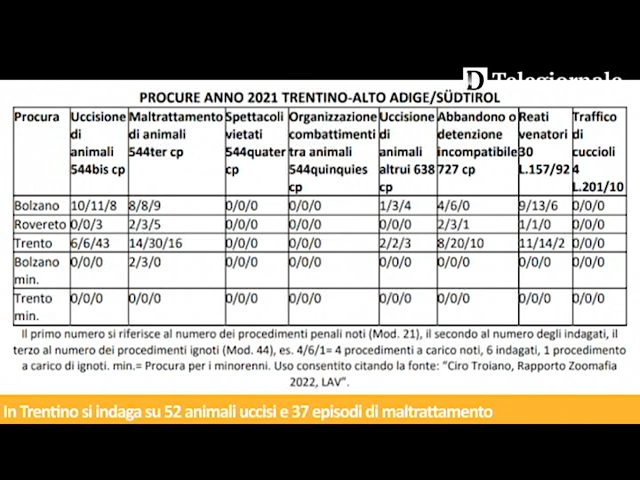 D Telegiornale
PROCURE ANNO 2021 TRENTINO-ALTO ADIGE/SÜDTIROL
Procura Uccisione di animali 544bis cp Maltrattamento di animali 544ter cp Spettacoli vietati 544quater cp Organizzazione combattimenti tra animali 544quinquies cp Uccisione di animali altrui 638 cp Abbandono o detenzione incompatibile 727 cp Reati venatori 30 L.157/92 Traffico di cuccioli 4 L.201/10
Bolzano 10/11/8 8/8/9 0/0/0 0/0/0 1/3/4 4/6/0 9/13/6 0/0/0
Rovereto 0/0/3 2/3/5 0/0/0 0/0/0 0/0/0 2/3/1 1/1/0 0/0/0
Trento 6/6/43 14/30/16 0/0/0 0/0/0 2/2/3 8/20/10 11/14/2 0/0/0
Bolzano min. 0/0/0 2/3/0 0/0/0 0/0/0 0/0/0 0/0/0 0/0/0 0/0/0
Trento min. 0/0/0 0/0/0 0/0/0 0/0/0 0/0/0 0/0/0 0/0/0 0/0/0
Il primo numero si riferisce al numero dei procedimenti penali noti (Mod. 21), il secondo al numero degli indagati, il
terzo al numero dei procedimenti ignoti (Mod. 44), es. 4/6/1= 4 procedimenti a carico noti, 6 indagati, 1 procedimento
a carico di ignoti. min.= Procura per i minorenni. Uso consentito citando la fonte: "Ciro Troiano, Rapporto Zoomafia
2022, LAV".
In Trentino si indaga su 52 animali uccisi e 37 episodi di maltrattamento